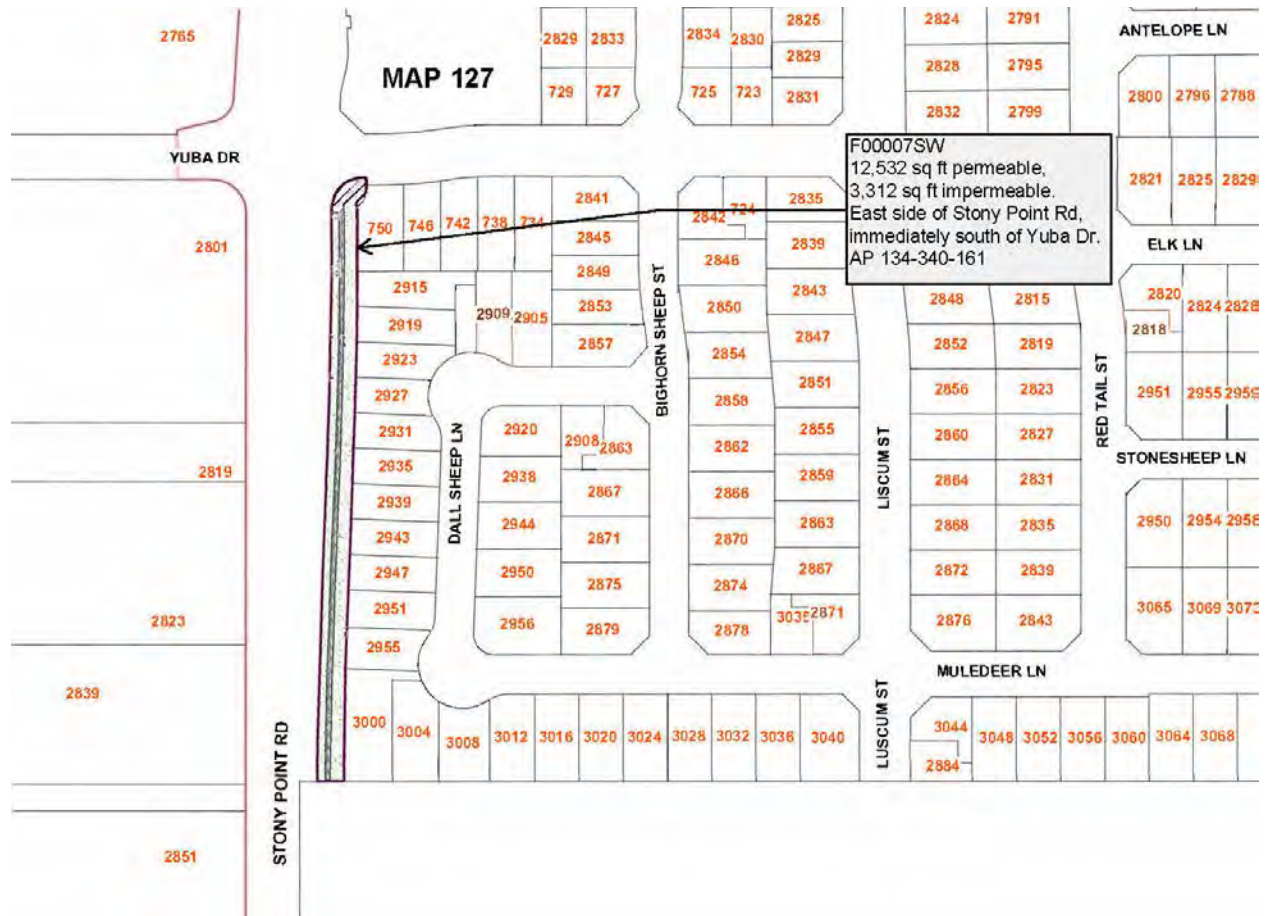 2765
2829 2833
2834 2830
2825
2824 2791
ANTELOPE LN
MAP 127
2829
2828 2795
729 727
725 723
2831
2832 2799
2800 2796 2788
YUBA DR
F00007SW
12,532 sq ft permeable,
3,312 sq ft impermeable.
East side of Stony Point Rd,
immediately south of Yuba Dr.
AP 134-340-161
2821 2825 2829
2841
2835
750 746 742 738 734
2842 724
2801
2845
2839
ELK LN
2849
2846
2915
2843
2848 2815
2820 2824 2828
2909 2905
2853
2850
2919
2818
2857
2847
2852 2819
2923
2854
BIGHORN SHEEP ST
RED TAIL ST
2927
2851
2856 2823
2951 2955 2959
2858
2931
2920
2908 2863
2855
2860 2827
2862
STONESHEEP LN
2819
2935
2938
2859
2864 2831
DALL SHEEP LN
LISCUM ST
2867
2866
2939
2944
2863
2868 2835
2950 2954 2958
2943
2871
2870
2947
2950
2867
2872 2839
2875
2874
2951
2823
2956
2879
2878
3035 2871
2876 2843
3065 3069 3073
2955
MULEDEER LN
2839
STONY POINT RD
3000 3004 3008 3012 3016 3020 3024 3028 3032 3036 3040
LUSCUM ST
3044 3048 3052 3056 3060 3064 3068
2884
2851